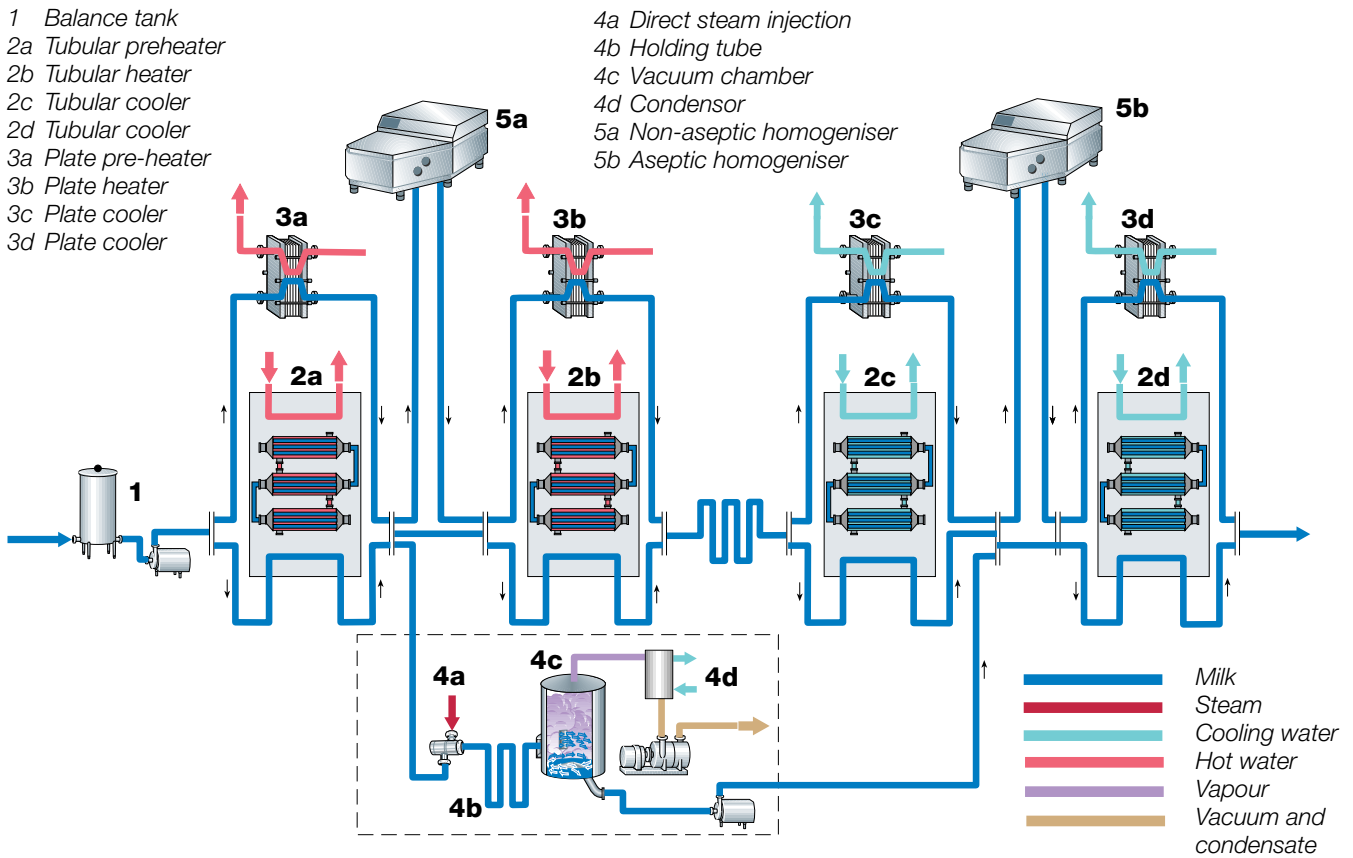 1 Balance tank
2a Tubular preheater
2b Tubular heater
2c Tubular cooler
2d Tubular cooler
3a Plate pre-heater
3b Plate heater
3c Plate cooler
3d Plate cooler
4a Direct steam injection
4b Holding tube
4c Vacuum chamber
4d Condensor
5a Non-aseptic homogeniser
5b Aseptic homogeniser
5a
5b
3a
3b
3c
3d
2a
2b
2c
2d
1
4a
4b
4c
4d
Milk
Steam
Cooling water
Hot water
Vapour
Vacuum and
condensate